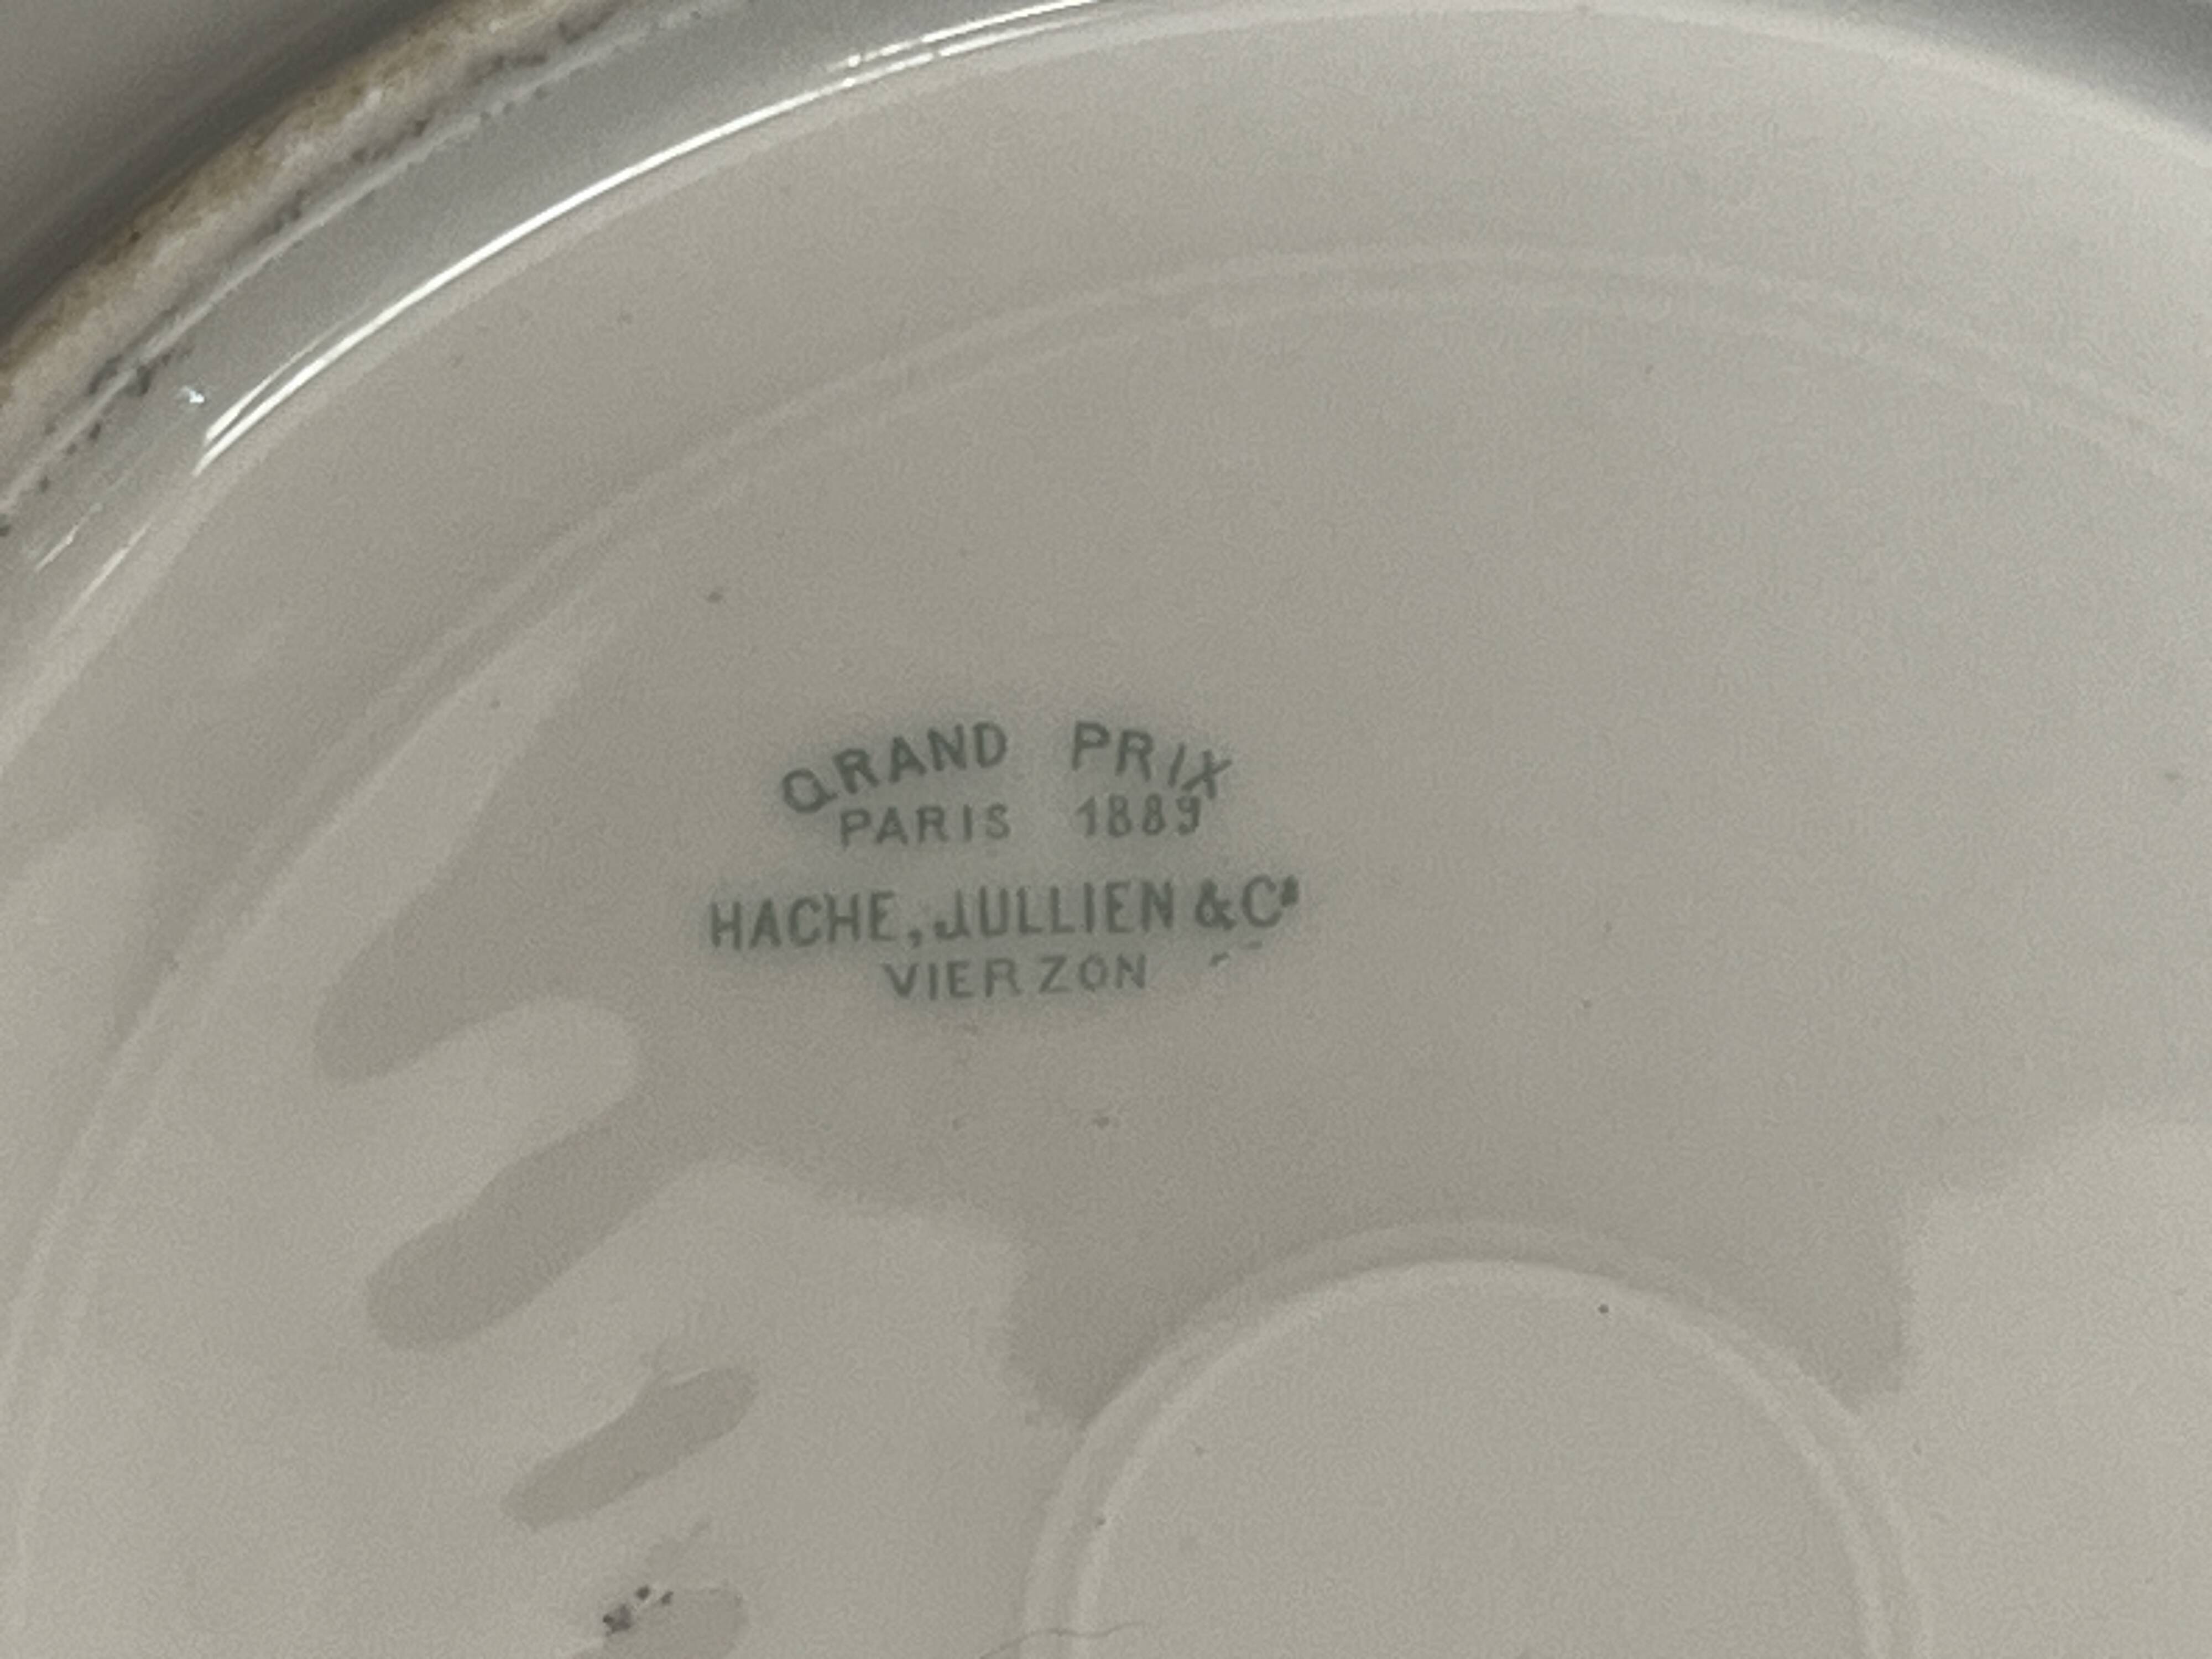 GRAND PRIX
PARIS 1889
HACHE, JULLIEN & Cⁱᵉ
VIERZON